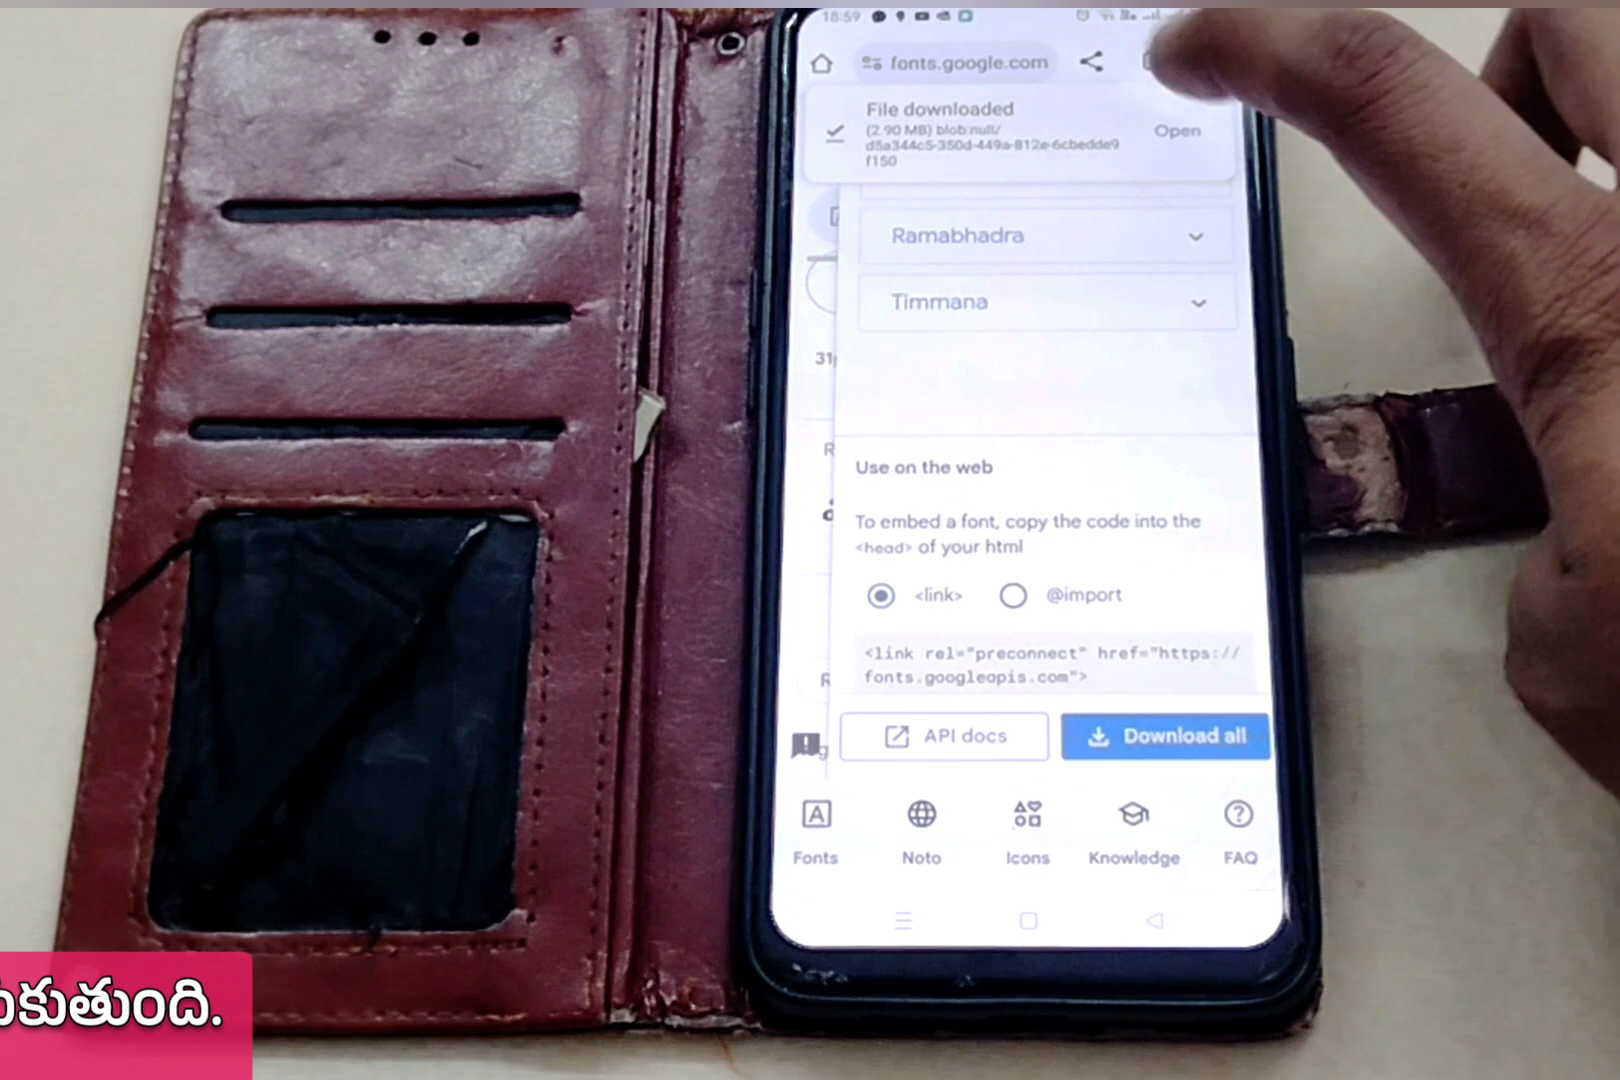 18:59
fonts.google.com
File downloaded
(2.90 MB) blob:null/
d5a344c5-350d-449a-812e-6cbedde9
f150
Open
Ramabhadra
Timmana
31
R
Use on the web
To embed a font, copy the code into the
<head> of your html
<link>
@import
<link rel="preconnect" href="https://
fonts.googleapis.com">
R
API docs
Download all
Fonts
Noto
Icons
Knowledge
FAQ